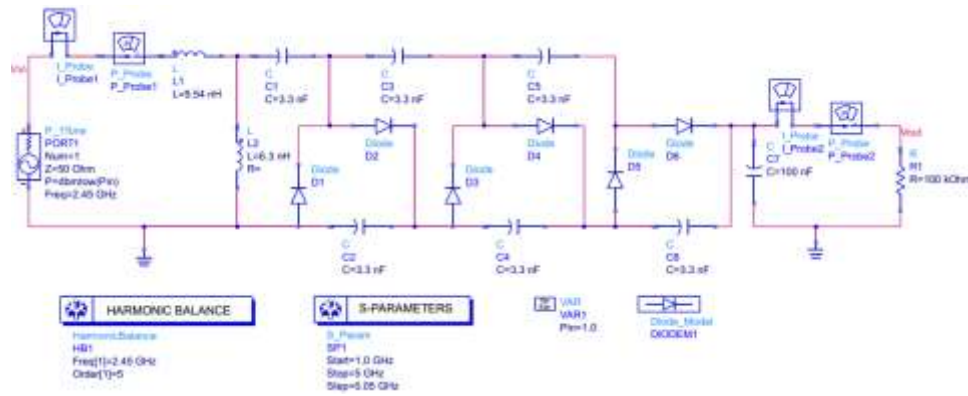 Vin
I_Probe
I_Probe1
P_Probe
P_Probe1
L
L1
L=5.54 nH
C
C1
C=3.3 nF
C
C3
C=3.3 nF
C
C5
C=3.3 nF
P_1Tone
PORT1
Num=1
Z=50 Ohm
P=dbmtow(Pin)
Freq=2.45 GHz
L
L2
L=6.3 nH
R=
Diode
D1
Diode
D2
Diode
D3
Diode
D4
Diode
D5
Diode
D6
I_Probe
I_Probe2
P_Probe
P_Probe2
Vout
C
C7
C=100 nF
R
R1
R=100 kOhm
C
C2
C=3.3 nF
C
C4
C=3.3 nF
C
C6
C=3.3 nF
HARMONIC BALANCE
HarmonicBalance
HB1
Freq[1]=2.45 GHz
Order[1]=5
S-PARAMETERS
S_Param
SP1
Start=1.0 GHz
Stop=5 GHz
Step=5.05 GHz
VAR
VAR1
Pin=1.0
Diode_Model
DIODEM1